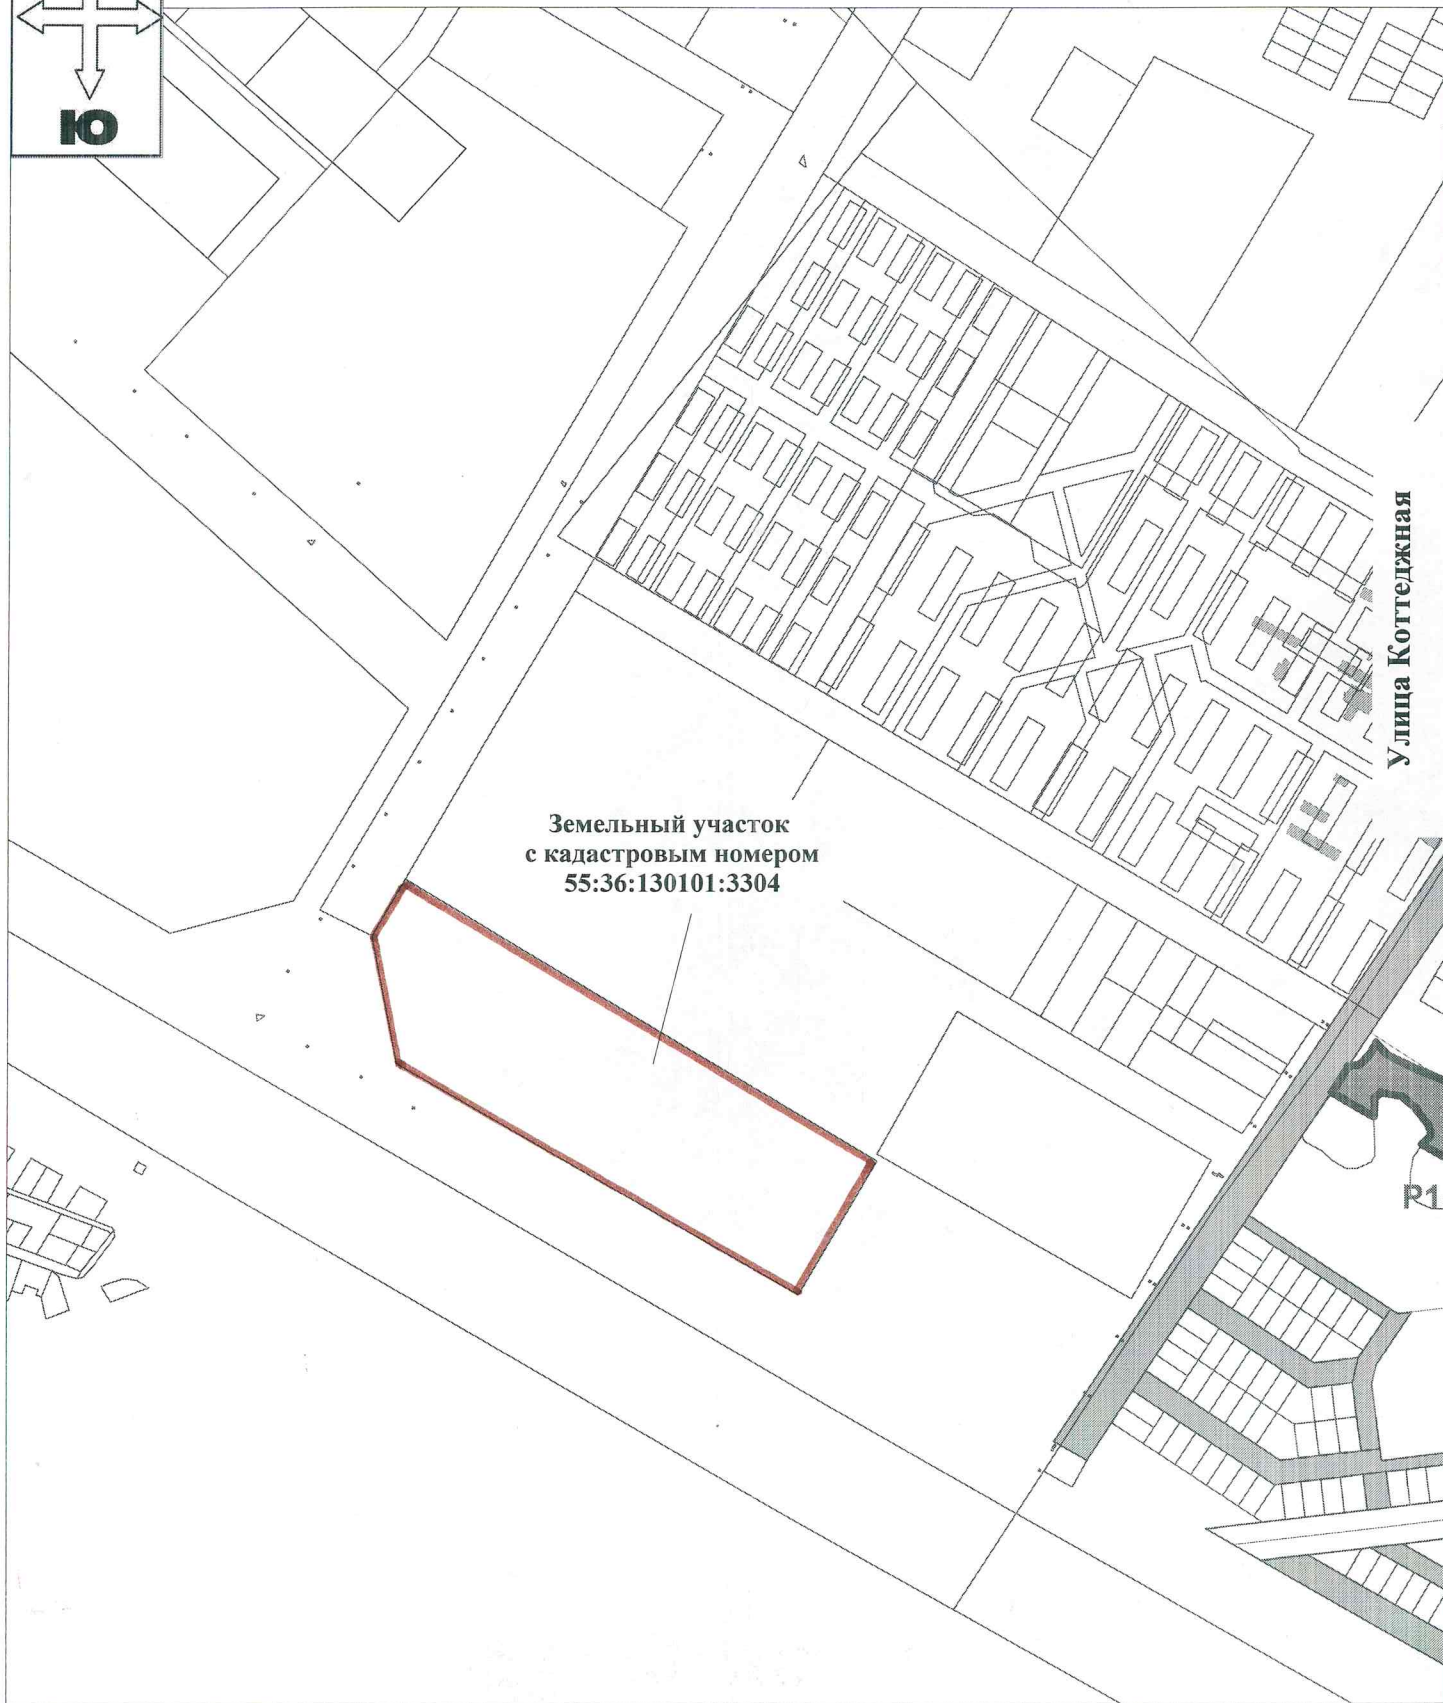 Ю
Улица Коттеджная
Земельный участок
с кадастровым номером
55:36:130101:3304
Р1